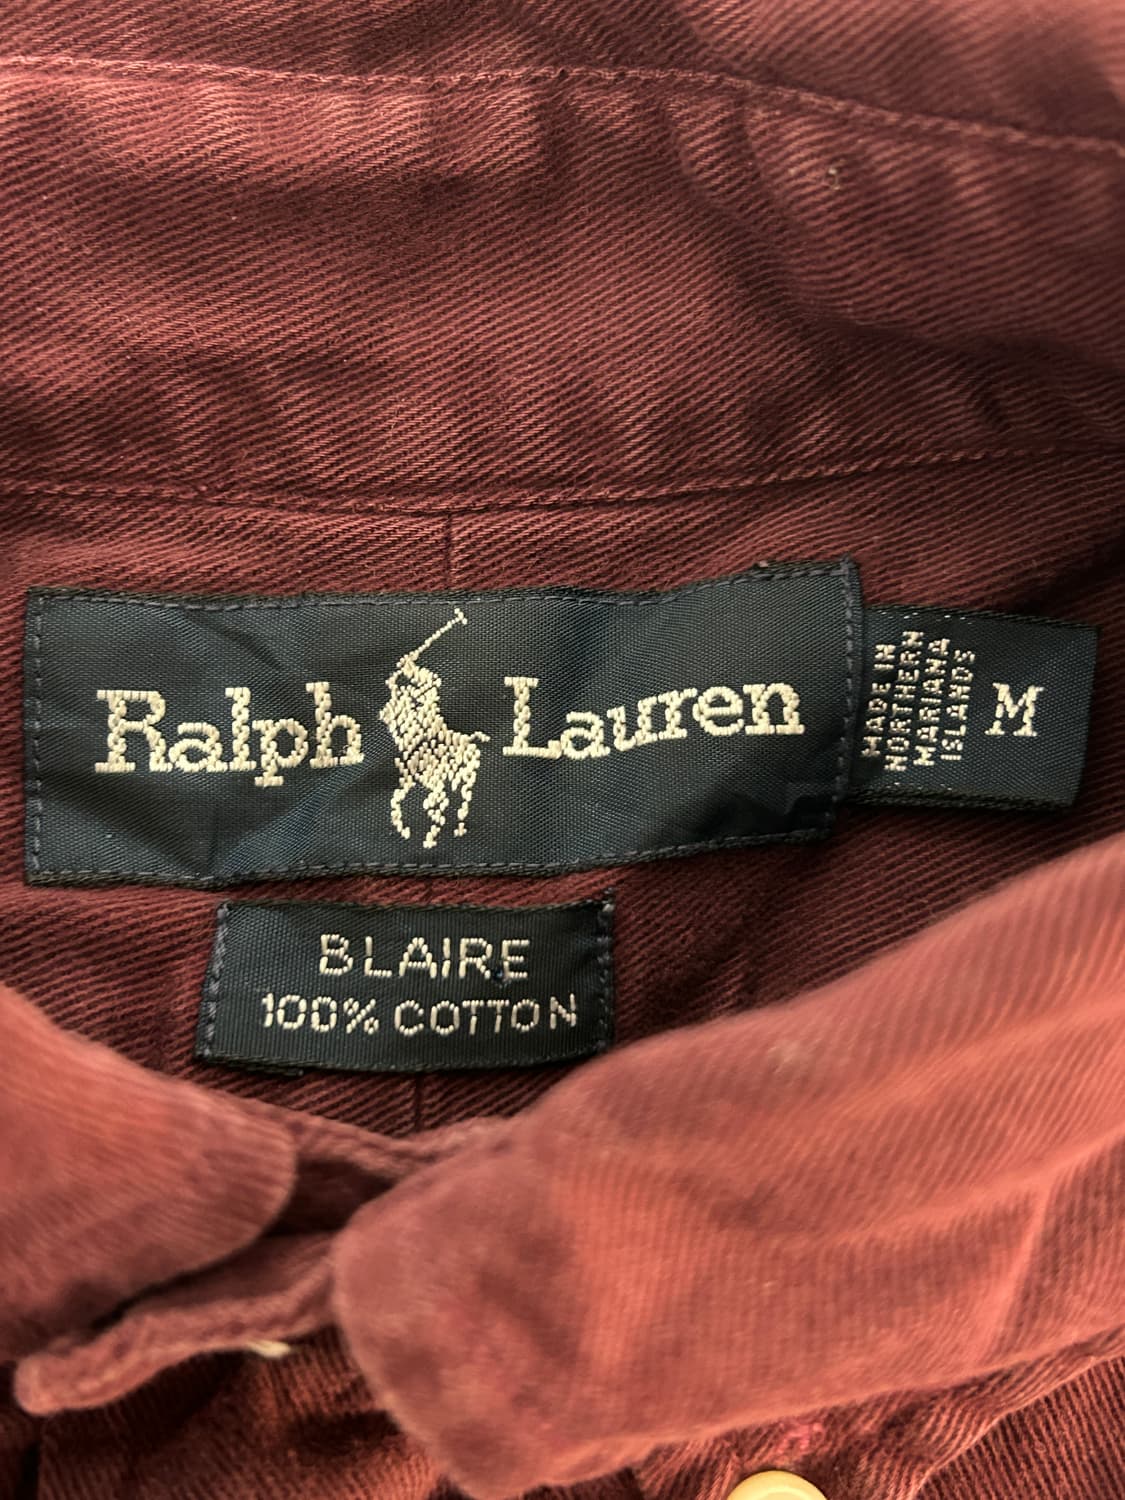 Ralph Lauren
MADE IN
NORTHERN
MARIANA
ISLANDS
M
BLAIRE
100% COTTON